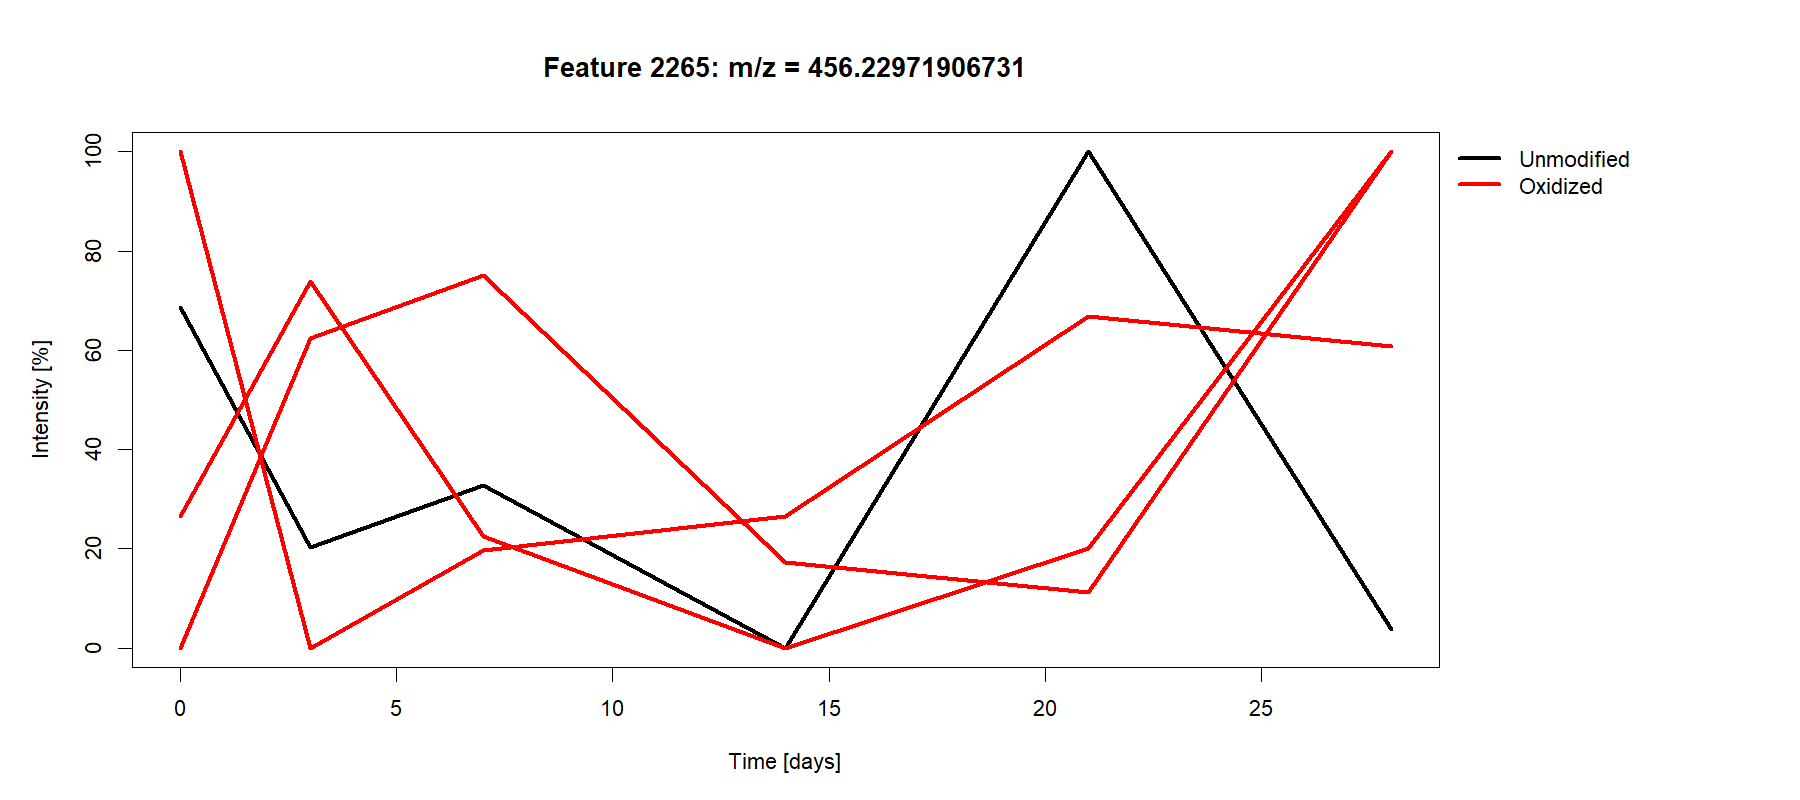 Feature 2265: m/z = 456.22971906731
Unmodified
Oxidized
Intensity [%]
100
80
60
40
20
0
0 5 10 15 20 25
Time [days]